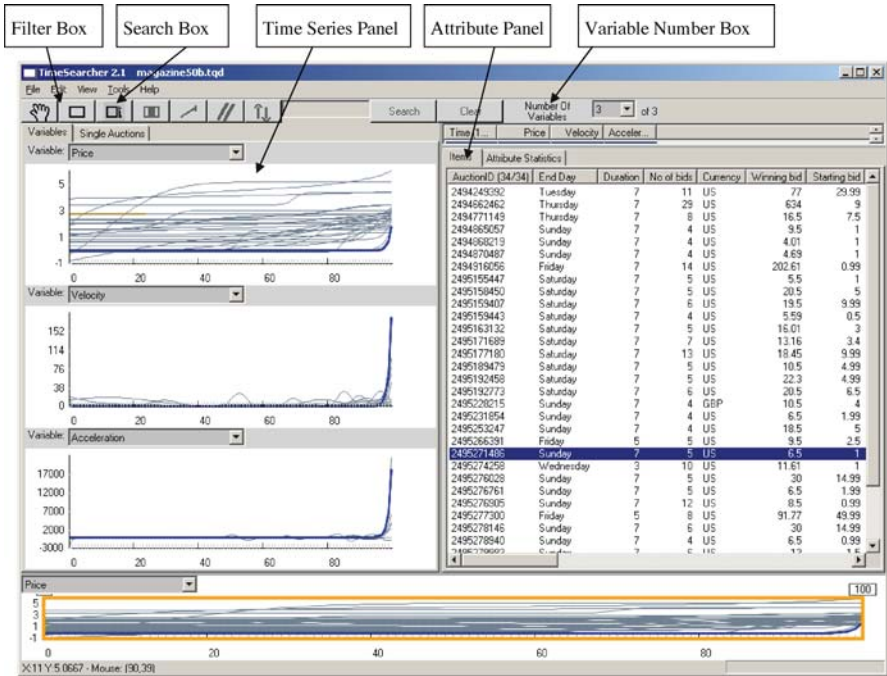 Filter Box
Search Box
Time Series Panel
Attribute Panel
Variable Number Box
TimeSearcher 2.1 magazine50b.tqd
File Edit View Tools Help
Search
Clear
Number Of Variables
3
of 3
Variables
Single Auctions
Variable: Price
5
3
1
-1
0 20 40 60 80
Variable: Velocity
152
114
76
38
0
0 20 40 60 80
Variable: Acceleration
17000
12000
7000
2000
-3000
0 20 40 60 80
Time (1... Price Velocity Acceler...
Items
Attribute Statistics
AuctionID (34/34) End Day Duration No of bids Currency Winning bid Starting bid
2494249392 Tuesday 7 11 US 77 29.99
2494662462 Thursday 7 29 US 634 9
2494771149 Thursday 7 8 US 16.5 7.5
2494865057 Sunday 7 4 US 9.5 1
2494868219 Sunday 7 4 US 4.01 1
2494870487 Sunday 7 4 US 4.69 1
2494916056 Friday 7 14 US 202.61 0.99
2495155447 Saturday 7 5 US 5.5 1
2495158450 Saturday 7 5 US 20.5 5
2495159407 Saturday 7 6 US 19.5 9.99
2495159443 Saturday 7 4 US 5.59 0.5
2495163132 Saturday 7 5 US 16.01 3
2495171689 Saturday 7 7 US 13.16 3.4
2495177180 Saturday 7 13 US 18.45 9.99
2495189479 Saturday 7 5 US 10.5 4.99
2495192458 Saturday 7 5 US 22.3 4.99
2495192773 Saturday 7 6 US 20.5 6.5
2495228215 Sunday 7 4 GBP 10.5 4
2495231854 Sunday 7 4 US 6.5 1.99
2495253247 Sunday 7 4 US 18.5 5
2495266391 Friday 5 5 US 9.5 2.5
2495271486 Sunday 7 5 US 6.5 1
2495274258 Wednesday 3 10 US 11.61 1
2495276028 Sunday 7 5 US 30 14.99
2495276761 Sunday 7 5 US 6.5 1.99
2495276905 Sunday 7 12 US 8.5 0.99
2495277300 Friday 5 8 US 91.77 49.99
2495278146 Sunday 7 6 US 30 14.99
2495278940 Sunday 7 4 US 6.5 0.99
Price
100
5
3
1
-1
0 20 40 60 80
X:11 Y:5.0667 - Mouse: (90,39)